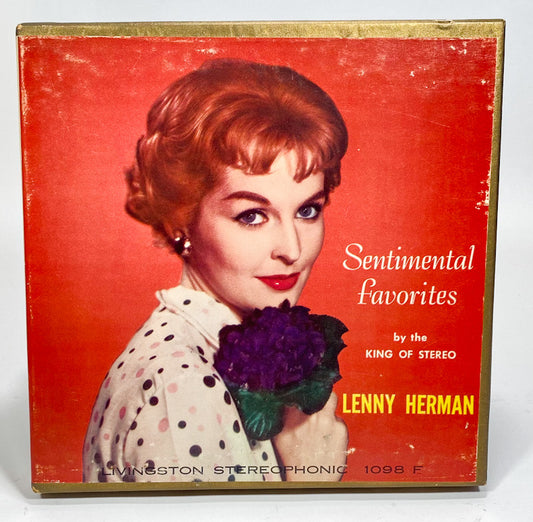 Sentimental
favorites
by the
KING OF STEREO
LENNY HERMAN
LIVINGSTON STEREOPHONIC 1098 F